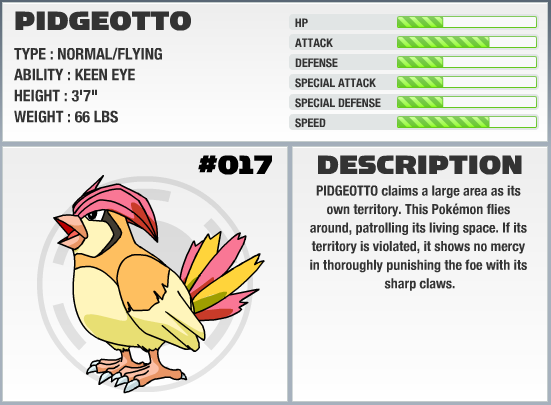 PIDGEOTTO
TYPE : NORMAL/FLYING
ABILITY : KEEN EYE
HEIGHT : 3'7"
WEIGHT : 66 LBS
HP
ATTACK
DEFENSE
SPECIAL ATTACK
SPECIAL DEFENSE
SPEED
#017
DESCRIPTION
PIDGEOTTO claims a large area as its
own territory. This Pokémon flies
around, patrolling its living space. If its
territory is violated, it shows no mercy
in thoroughly punishing the foe with its
sharp claws.